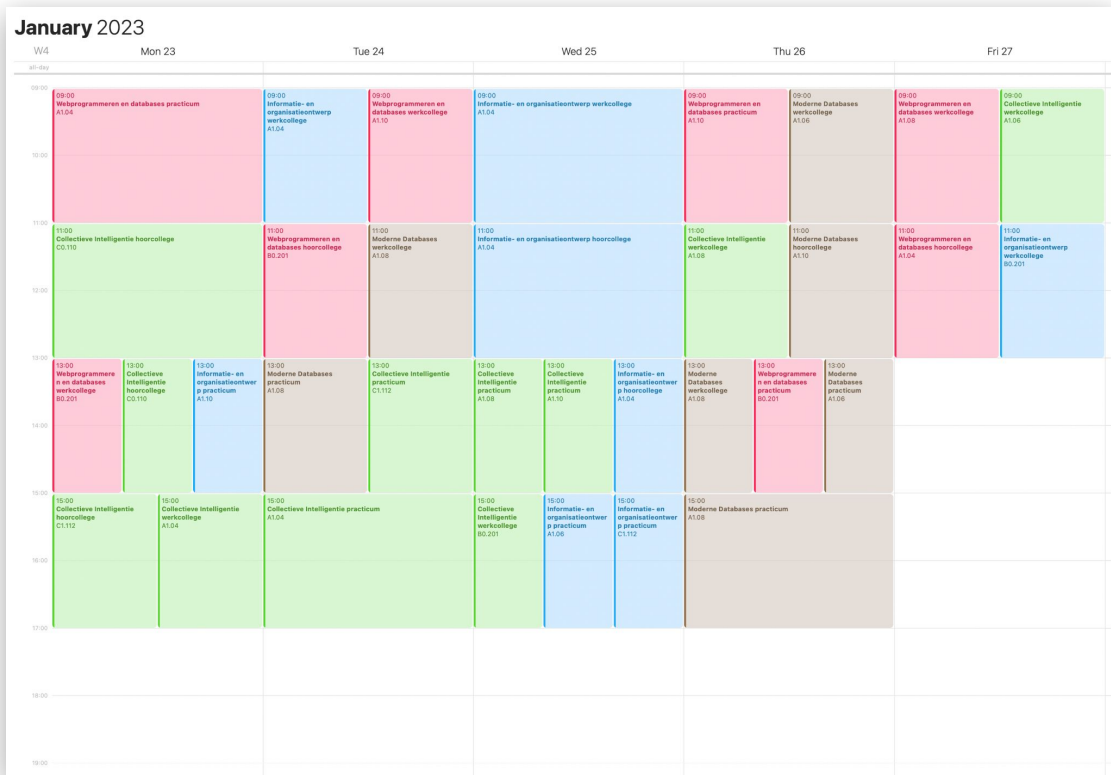 January 2023
W4
Mon 23
Tue 24
Wed 25
Thu 26
Fri 27
all-day
09:00
09:00
Webprogrammeren en databases practicum
A1.04
09:00
Informatie- en
organisatieontwerp
werkcollege
A1.04
09:00
Webprogrammeren en
databases werkcollege
A1.10
09:00
Informatie- en organisatieontwerp werkcollege
A1.04
09:00
Webprogrammeren en
databases practicum
A1.10
09:00
Moderne Databases
werkcollege
A1.06
09:00
Webprogrammeren en
databases werkcollege
A1.08
09:00
Collectieve Intelligentie
werkcollege
A1.06
10:00
11:00
11:00
Collectieve Intelligentie hoorcollege
C0.110
11:00
Webprogrammeren en
databases hoorcollege
B0.201
11:00
Moderne Databases
werkcollege
A1.08
11:00
Informatie- en organisatieontwerp hoorcollege
A1.04
11:00
Collectieve Intelligentie
werkcollege
A1.08
11:00
Moderne Databases
hoorcollege
A1.10
11:00
Webprogrammeren en
databases hoorcollege
A1.04
11:00
Informatie- en
organisatieontwerp
werkcollege
B0.201
12:00
13:00
13:00
Webprogrammere
n en databases
werkcollege
B0.201
13:00
Collectieve
Intelligentie
hoorcollege
C0.110
13:00
Informatie- en
organisatieontwer
p practicum
A1.10
13:00
Moderne Databases
practicum
A1.08
13:00
Collectieve Intelligentie
practicum
C1.112
13:00
Collectieve
Intelligentie
practicum
A1.08
13:00
Collectieve
Intelligentie
practicum
A1.10
13:00
Informatie- en
organisatieontwer
p hoorcollege
A1.04
13:00
Moderne
Databases
werkcollege
A1.08
13:00
Webprogrammere
n en databases
practicum
B0.201
13:00
Moderne
Databases
practicum
A1.06
14:00
15:00
15:00
Collectieve Intelligentie
hoorcollege
C1.112
15:00
Collectieve Intelligentie
werkcollege
A1.04
15:00
Collectieve Intelligentie practicum
A1.04
15:00
Collectieve
Intelligentie
werkcollege
B0.201
15:00
Informatie- en
organisatieontwer
p practicum
A1.06
15:00
Informatie- en
organisatieontwer
p practicum
C1.112
15:00
Moderne Databases practicum
A1.08
16:00
17:00
18:00
19:00